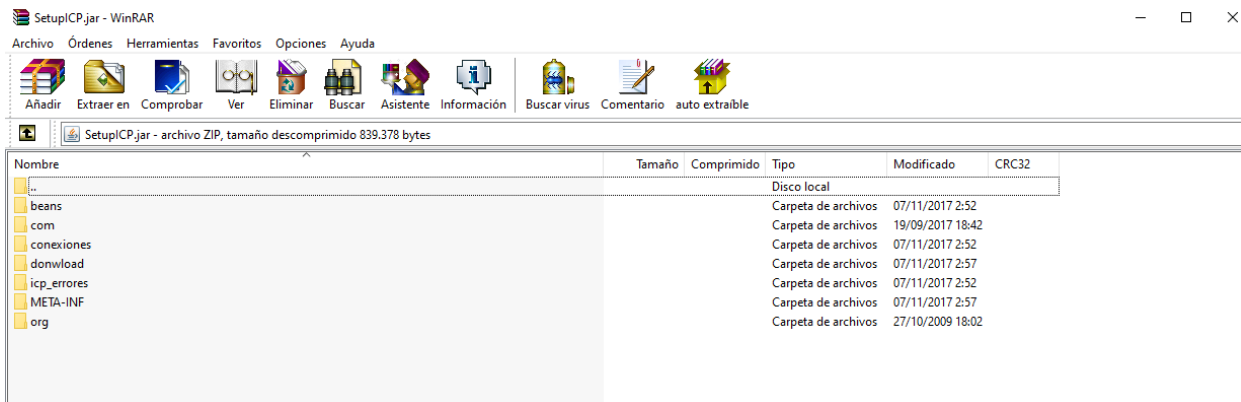 SetupICP.jar - WinRAR
Archivo Órdenes Herramientas Favoritos Opciones Ayuda
Añadir Extraer en Comprobar Ver Eliminar Buscar Asistente Información Buscar virus Comentario auto extraíble
SetupICP.jar - archivo ZIP, tamaño descomprimido 839.378 bytes
Nombre Tamaño Comprimido Tipo Modificado CRC32
.. Disco local
beans Carpeta de archivos 07/11/2017 2:52
com Carpeta de archivos 19/09/2017 18:42
conexiones Carpeta de archivos 07/11/2017 2:52
donwload Carpeta de archivos 07/11/2017 2:57
icp_errores Carpeta de archivos 07/11/2017 2:52
META-INF Carpeta de archivos 07/11/2017 2:57
org Carpeta de archivos 27/10/2009 18:02